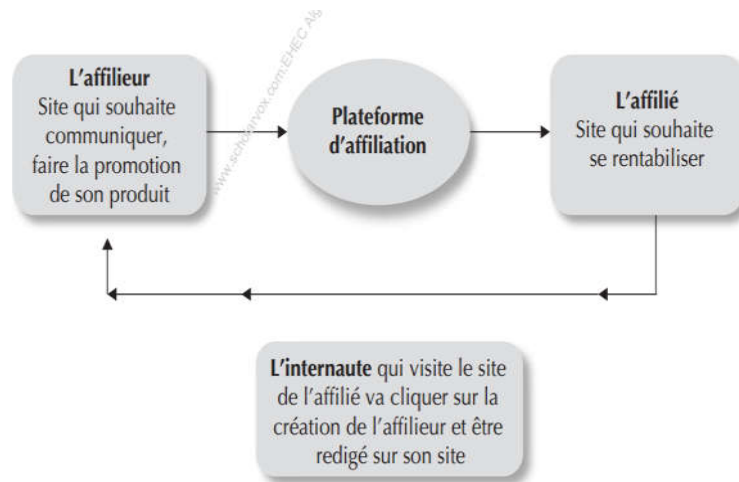 L'affilieur
Site qui souhaite
communiquer,
faire la promotion
de son produit
Plateforme
d'affiliation
L'affilié
Site qui souhaite
se rentabiliser
L'internaute qui visite le site
de l'affilié va cliquer sur la
création de l'affilieur et être
redigé sur son site